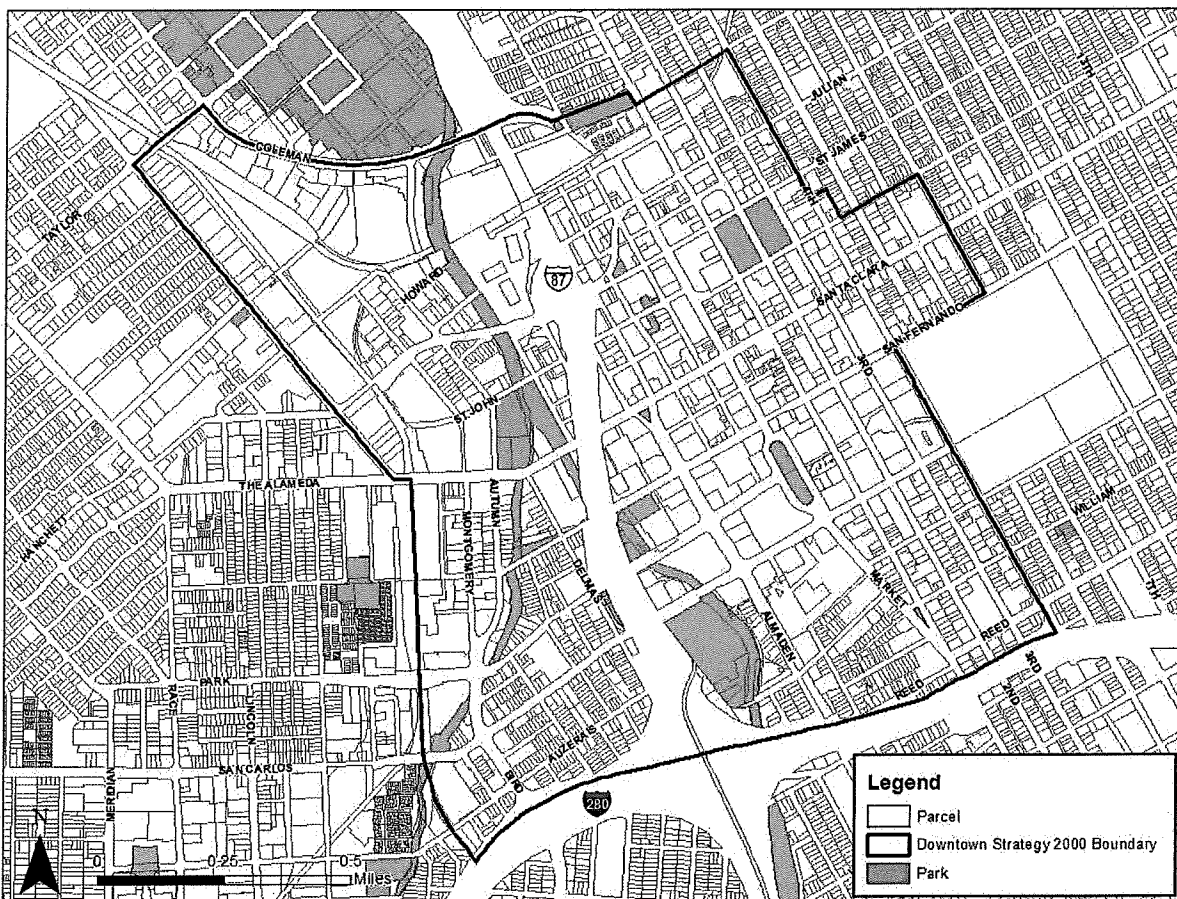 JULIAN
ST JAMES
COLEMAN
TAYLOR
4TH
HOWARD
87
SANTA CLARA
SAN FERNANDO
3RD
ST JOHN
THE ALAMEDA
AUTUMN
MONTGOMERY
HANCHETT
WILLIAM
DELMAS
MARKET
7TH
ALMADEN
REED
3RD
PARK
RACE
LINCOLN
REED
2ND
AUZERAIS
BIRD
SAN CARLOS
MERIDIAN
280
N
0 0.25 0.5
Miles
Legend
Parcel
Downtown Strategy 2000 Boundary
Park